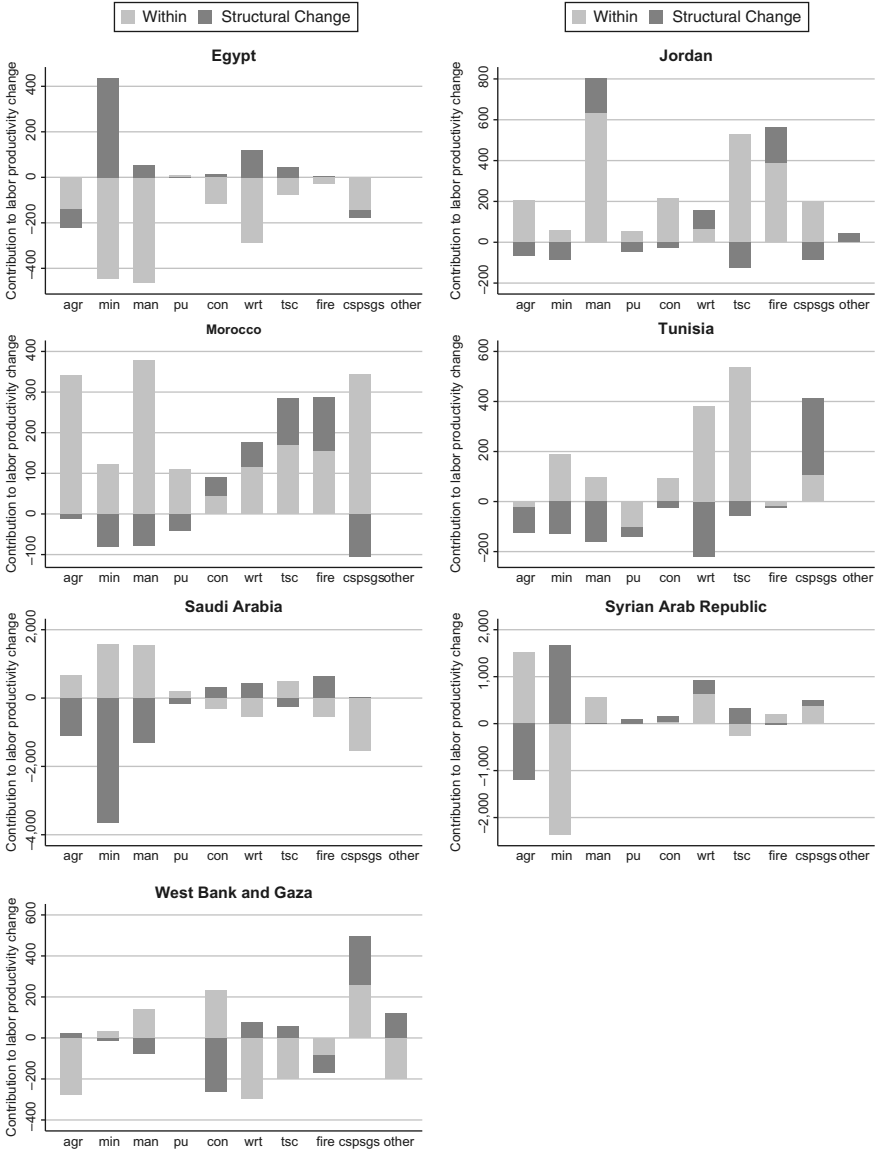 Within Structural Change
Within Structural Change
Egypt
Contribution to labor productivity change
400
200
0
−200
−400
agr min man pu con wrt tsc fire cspsgs
Jordan
Contribution to labor productivity change
800
600
400
200
0
−200
agr min man pu con wrt tsc fire cspsgs other
Morocco
Contribution to labor productivity change
400
300
200
100
0
−100
agr min man pu con wrt tsc fire cspsgsother
Tunisia
Contribution to labor productivity change
600
400
200
0
−200
agr min man pu con wrt tsc fire cspsgs other
Saudi Arabia
Contribution to labor productivity change
2,000
0
−2,000
−4,000
agr min man pu con wrt tsc fire cspsgs other
Syrian Arab Republic
Contribution to labor productivity change
2,000
1,000
0
−1,000
−2,000
agr min man pu con wrt tsc fire cspsgs other
West Bank and Gaza
Contribution to labor productivity change
600
400
200
0
−200
−400
agr min man pu con wrt tsc fire cspsgs other